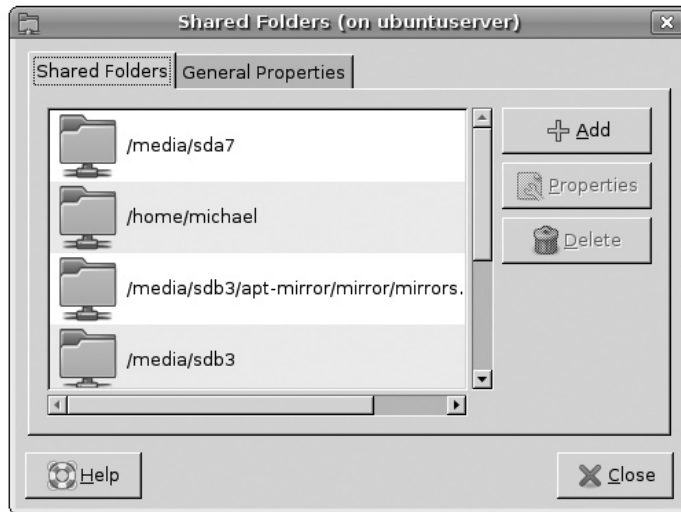 Shared Folders (on ubuntuserver)
Shared Folders
General Properties
/media/sda7
/home/michael
/media/sdb3/apt-mirror/mirror/mirrors.
/media/sdb3
Add
Properties
Delete
Help
Close